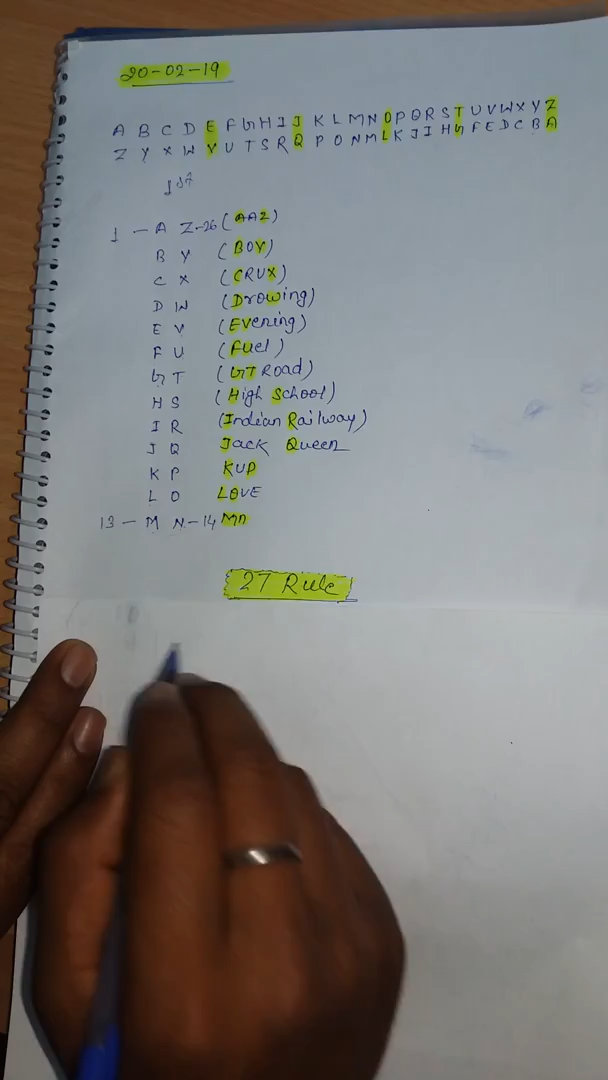 20-02-19
A B C D E F G H I J K L M N O P Q R S T U V W X Y Z
Z Y X W V U T S R Q P O N M L K J I H G F E D C B A
1 - A Z-26 (AAZ)
B Y (BOY)
C X (CRUX)
D W (Drowing)
E V (EVening)
F U (FUel)
G T (GT Road)
H S (High School)
I R (Indian Railway)
J Q Jack Queen
K P KUP
L O LOVE
13 - M N-14 Mn
27 Rule